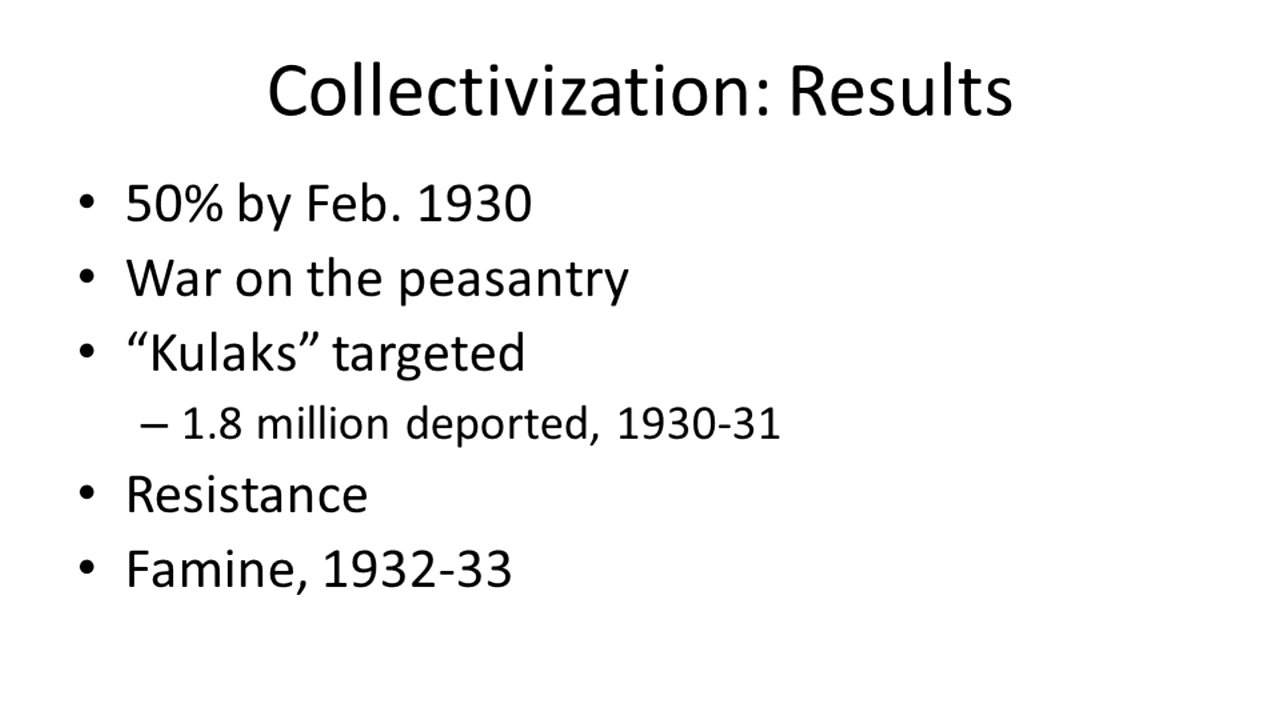 Collectivization: Results
• 50% by Feb. 1930
• War on the peasantry
• “Kulaks” targeted
– 1.8 million deported, 1930-31
• Resistance
• Famine, 1932-33